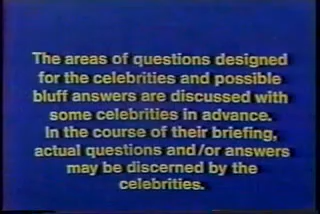 The areas of questions designed
for the celebrities and possible
bluff answers are discussed with
some celebrities in advance.
In the course of their briefing,
actual questions and/or answers
may be discerned by the
celebrities.